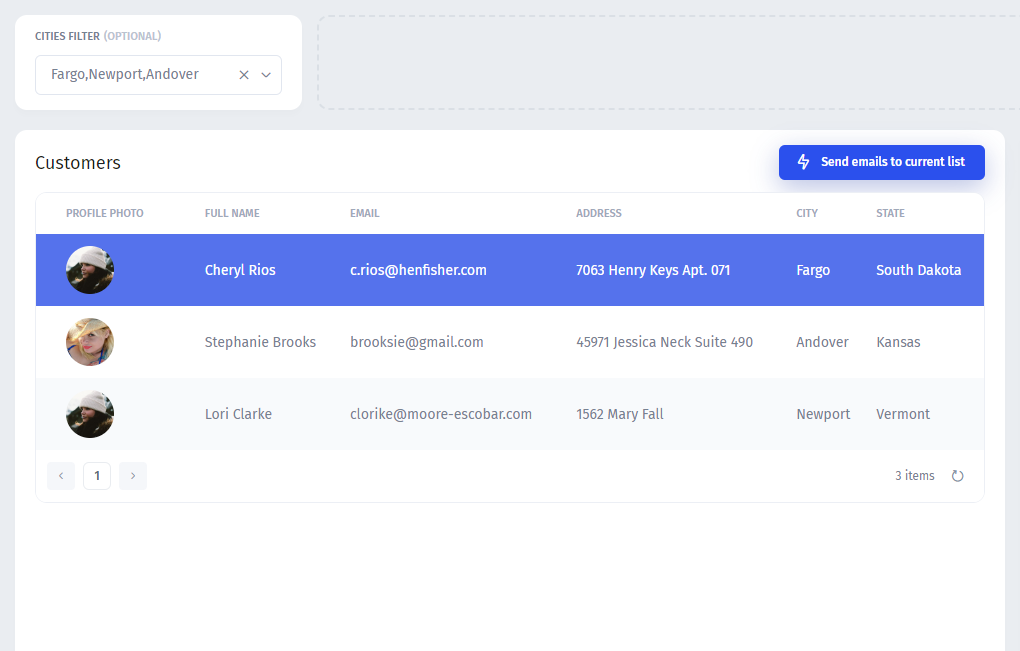 CITIES FILTER (OPTIONAL)
Fargo,Newport,Andover
Customers
Send emails to current list
PROFILE PHOTO FULL NAME EMAIL ADDRESS CITY STATE
Cheryl Rios c.rios@henfisher.com 7063 Henry Keys Apt. 071 Fargo South Dakota
Stephanie Brooks brooksie@gmail.com 45971 Jessica Neck Suite 490 Andover Kansas
Lori Clarke clorike@moore-escobar.com 1562 Mary Fall Newport Vermont
1 3 items